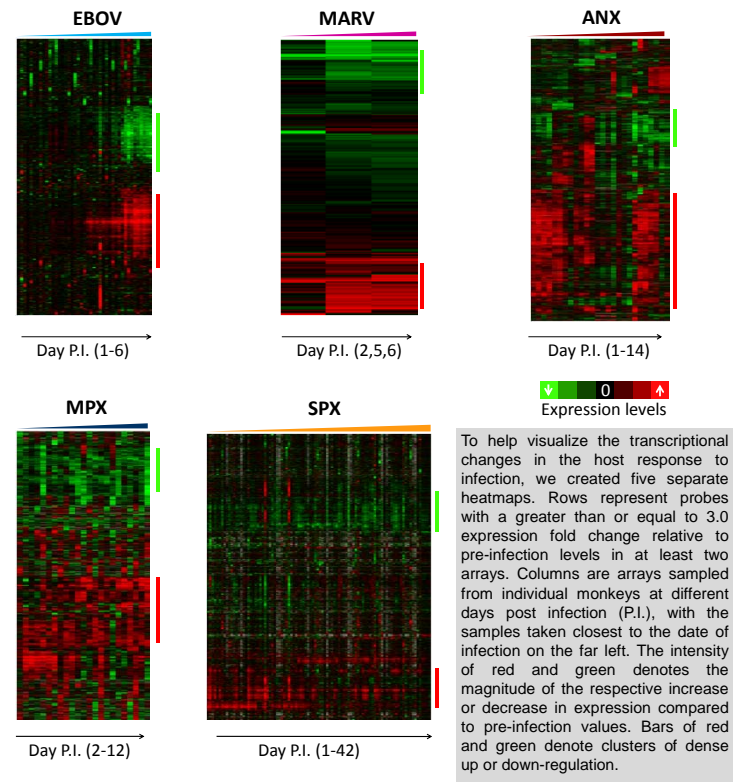 EBOV
MARV
ANX
Day P.I. (1-6)
Day P.I. (2,5,6)
Day P.I. (1-14)
0
Expression levels
MPX
SPX
Day P.I. (2-12)
Day P.I. (1-42)
To help visualize the transcriptional
changes in the host response to
infection, we created five separate
heatmaps. Rows represent probes
with a greater than or equal to 3.0
expression fold change relative to
pre-infection levels in at least two
arrays. Columns are arrays sampled
from individual monkeys at different
days post infection (P.I.), with the
samples taken closest to the date of
infection on the far left. The intensity
of red and green denotes the
magnitude of the respective increase
or decrease in expression compared
to pre-infection values. Bars of red
and green denote clusters of dense
up or down-regulation.